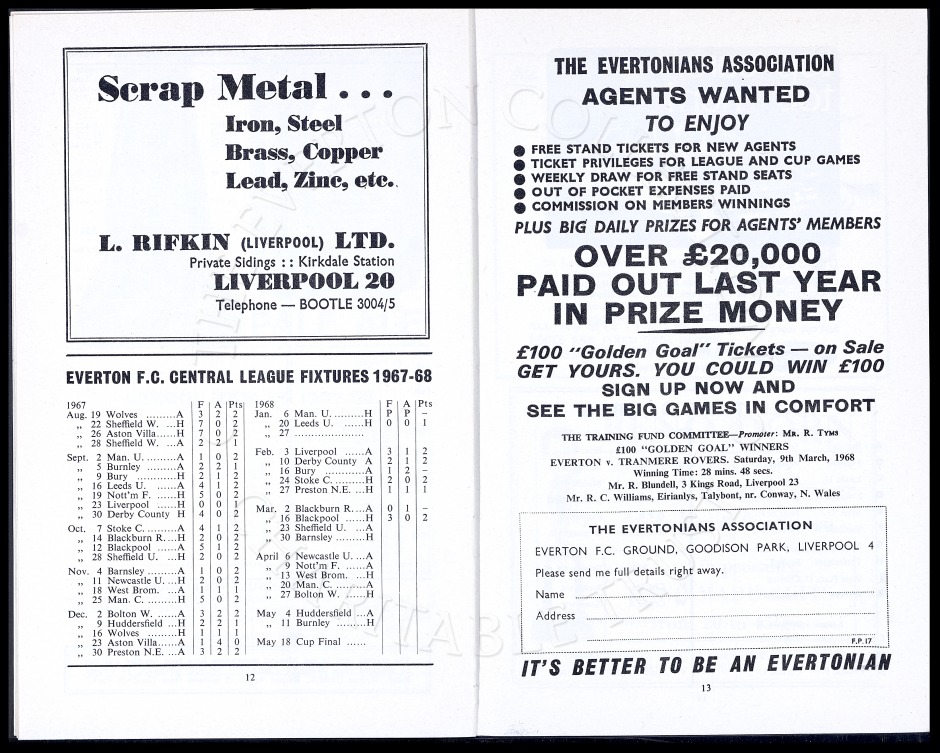 Scrap Metal . . .
Iron, Steel
Brass, Copper
Lead, Zinc, etc.
L. RIFKIN (LIVERPOOL) LTD.
Private Sidings : : Kirkdale Station
LIVERPOOL 20
Telephone — BOOTLE 3004/5
EVERTON F.C. CENTRAL LEAGUE FIXTURES 1967-68
1967 F A Pts
Aug. 19 Wolves .........A 3 2 2
,, 22 Sheffield W. ...H 7 0 2
,, 26 Aston Villa......H 7 0 2
,, 28 Sheffield W. ...A 2 2 1
Sept. 2 Man. U. .........A 1 0 2
,, 5 Burnley .........A 2 2 1
,, 9 Bury ............H 2 1 2
,, 16 Leeds U. .........A 4 1 2
,, 19 Nott'm F. ......H 5 0 2
,, 23 Liverpool ......H 0 0 1
,, 30 Derby County H 4 0 2
Oct. 7 Stoke C. .........A 4 1 2
,, 14 Blackburn R....H 2 0 2
,, 12 Blackpool ......A 5 1 2
,, 28 Sheffield U. ...H 2 0 2
Nov. 4 Barnsley .........A 1 0 2
,, 11 Newcastle U. ...H 2 0 2
,, 18 West Brom. ...A 1 1 1
,, 25 Man. C. .........H 5 0 2
Dec. 2 Bolton W. ......A 3 2 2
,, 9 Huddersfield ...H 2 2 1
,, 16 Wolves .........H 1 1 1
,, 23 Aston Villa......A 1 4 0
,, 30 Preston N.E. ...A 3 2 2
1968 F A Pts
Jan. 6 Man. U. .........H P P –
,, 20 Leeds U. .........H 0 0 1
,, 27 .....................
Feb. 3 Liverpool ......A 3 1 2
,, 10 Derby County A 2 1 2
,, 16 Bury ............A 1 2 –
,, 24 Stoke C. .........H 2 0 2
,, 27 Preston N.E. ...H 1 1 1
Mar. 2 Blackburn R....A 0 1 –
,, 16 Blackpool ......H 3 0 2
,, 23 Sheffield U. ...A
,, 30 Barnsley .........H
April 6 Newcastle U. ...A
,, 9 Nott'm F. ......A
,, 13 West Brom. ...H
,, 20 Man. C. .........A
,, 27 Bolton W. ......H
May 4 Huddersfield ...A
,, 11 Burnley .........H
May 18 Cup Final ......
12
THE EVERTONIANS ASSOCIATION
AGENTS WANTED
TO ENJOY
● FREE STAND TICKETS FOR NEW AGENTS
● TICKET PRIVILEGES FOR LEAGUE AND CUP GAMES
● WEEKLY DRAW FOR FREE STAND SEATS
● OUT OF POCKET EXPENSES PAID
● COMMISSION ON MEMBERS WINNINGS
PLUS BIG DAILY PRIZES FOR AGENTS' MEMBERS
OVER £20,000
PAID OUT LAST YEAR
IN PRIZE MONEY
£100 "Golden Goal" Tickets — on Sale
GET YOURS. YOU COULD WIN £100
SIGN UP NOW AND
SEE THE BIG GAMES IN COMFORT
THE TRAINING FUND COMMITTEE—Promoter: MR. R. TYMS
£100 "GOLDEN GOAL" WINNERS
EVERTON v. TRANMERE ROVERS. Saturday, 9th March, 1968
Winning Time: 28 mins. 48 secs.
Mr. R. Blundell, 3 Kings Road, Liverpool 23
Mr. R. C. Williams, Eirianlys, Talybont, nr. Conway, N. Wales
THE EVERTONIANS ASSOCIATION
EVERTON F.C. GROUND, GOODISON PARK, LIVERPOOL 4
Please send me full details right away.
Name
Address
F.P.17
IT'S BETTER TO BE AN EVERTONIAN
13